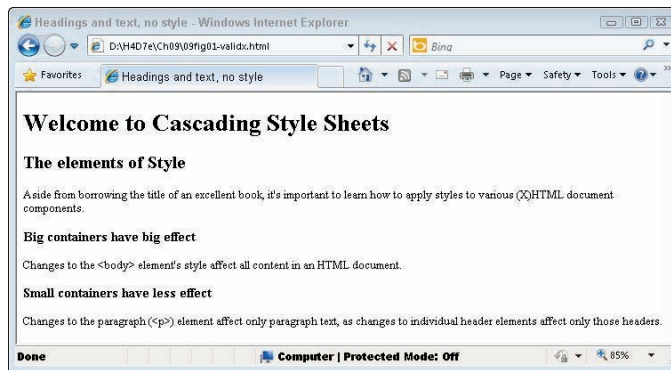 Headings and text, no style - Windows Internet Explorer
D:\H4D7e\Ch09\09fig01-validx.html
Bing
Favorites
Headings and text, no style
Page
Safety
Tools
Welcome to Cascading Style Sheets
The elements of Style
Aside from borrowing the title of an excellent book, it's important to learn how to apply styles to various (X)HTML document
components.
Big containers have big effect
Changes to the <body> element's style affect all content in an HTML document.
Small containers have less effect
Changes to the paragraph (<p>) element affect only paragraph text, as changes to individual header elements affect only those headers.
Done
Computer | Protected Mode: Off
85%